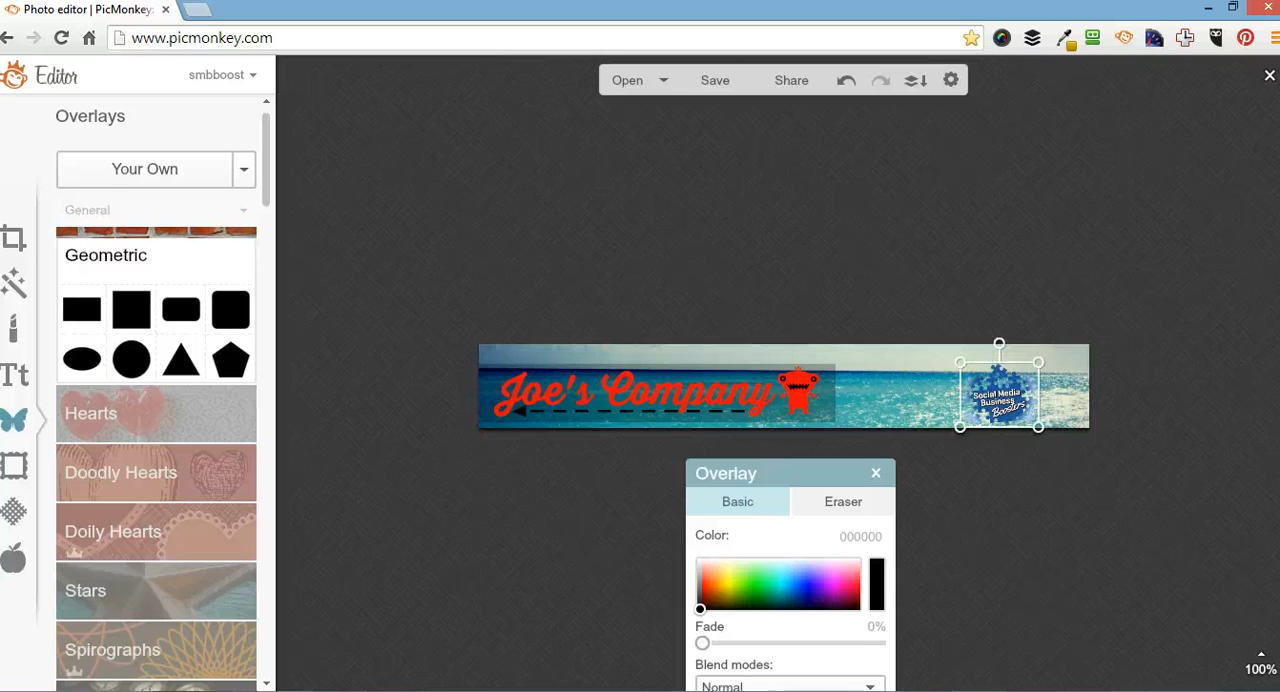 Photo editor | PicMonkey:
www.picmonkey.com
Editor
smbboost
Open
Save
Share
Overlays
Your Own
General
Geometric
Hearts
Doodly Hearts
Doily Hearts
Stars
Spirographs
Tt
Joe's Company
Social Media
Business
Boosters
Overlay
Basic
Eraser
Color:
000000
Fade
0%
Blend modes:
Normal
100%